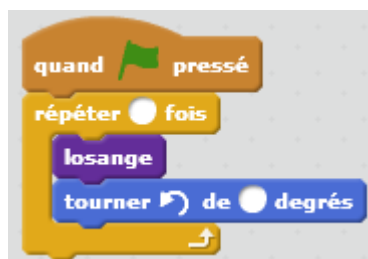 quand pressé
répéter fois
losange
tourner de degrés